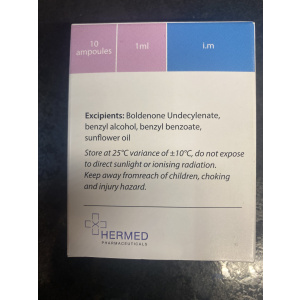 10
ampoules
1ml
i.m
Excipients: Boldenone Undecylenate,
benzyl alcohol, benzyl benzoate,
sunflower oil
Store at 25°C variance of ±10°C, do not expose
to direct sunlight or ionising radiation.
Keep away fromreach of children, choking
and injury hazard.
HERMED
PHARMACEUTICALS